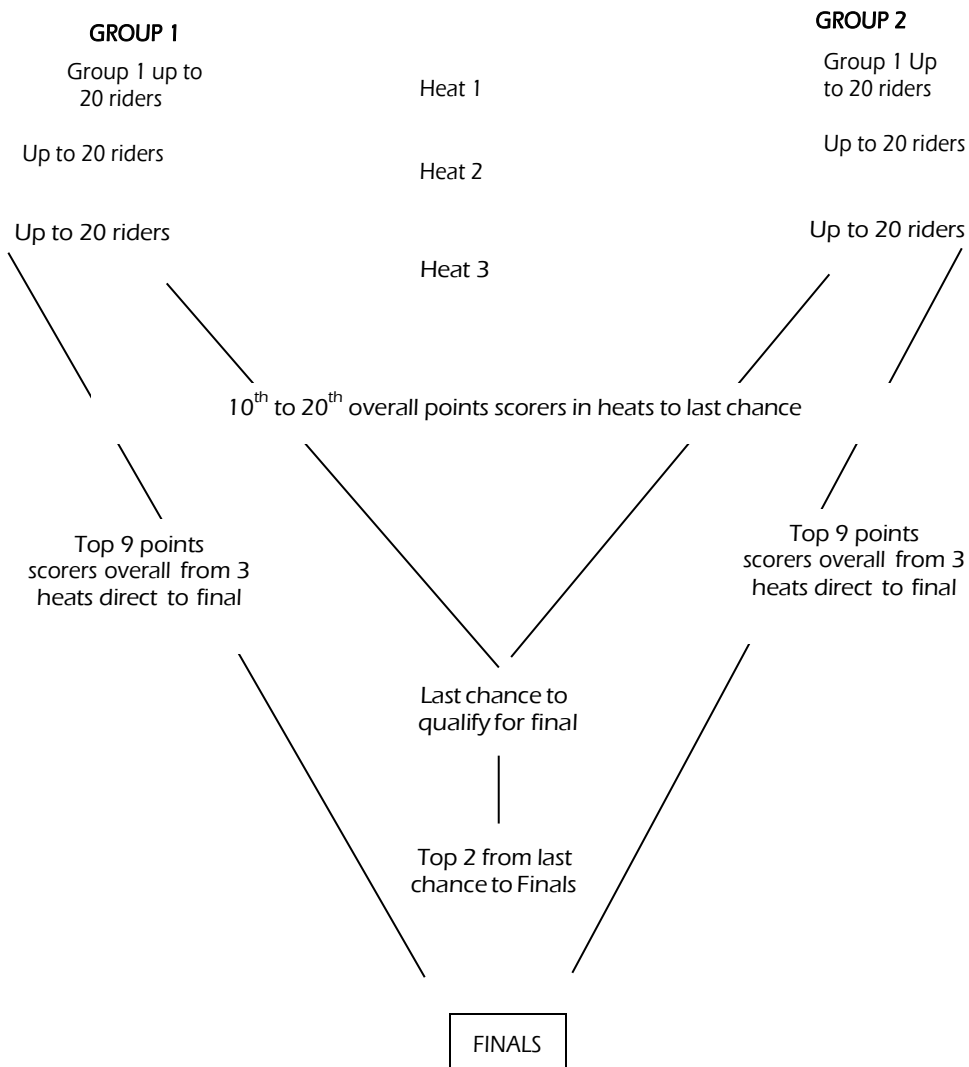 GROUP 1
GROUP 2
Group 1 up to
20 riders
Heat 1
Group 1 Up
to 20 riders
Up to 20 riders
Heat 2
Up to 20 riders
Up to 20 riders
Heat 3
Up to 20 riders
10th to 20th overall points scorers in heats to last chance
Top 9 points
scorers overall from 3
heats direct to final
Top 9 points
scorers overall from 3
heats direct to final
Last chance to
qualify for final
Top 2 from last
chance to Finals
FINALS